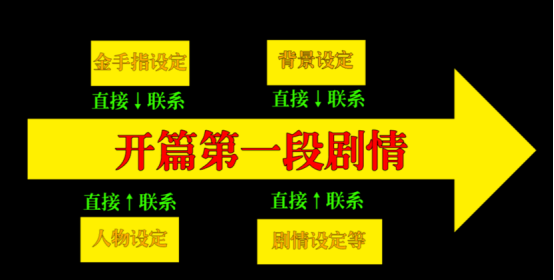 金手指设定
背景设定
直接↓联系
直接↓联系
开篇第一段剧情
直接↑联系
直接↑联系
人物设定
剧情设定等